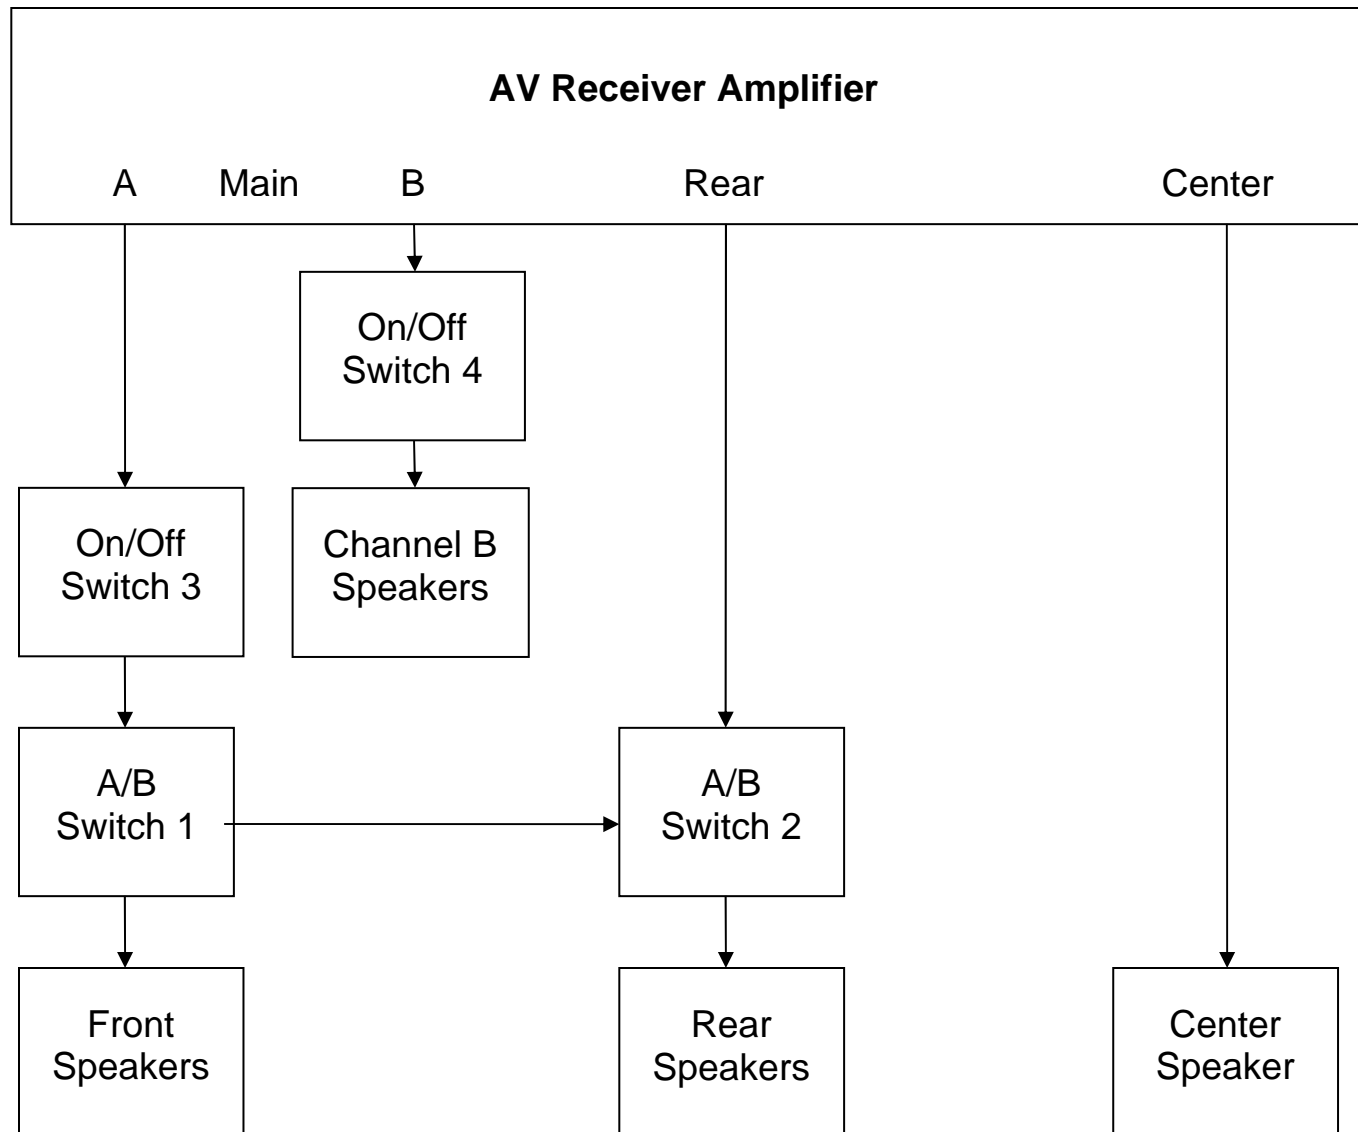 AV Receiver Amplifier
A Main B Rear Center
On/Off
Switch 4
On/Off
Switch 3
Channel B
Speakers
A/B
Switch 1
A/B
Switch 2
Front
Speakers
Rear
Speakers
Center
Speaker